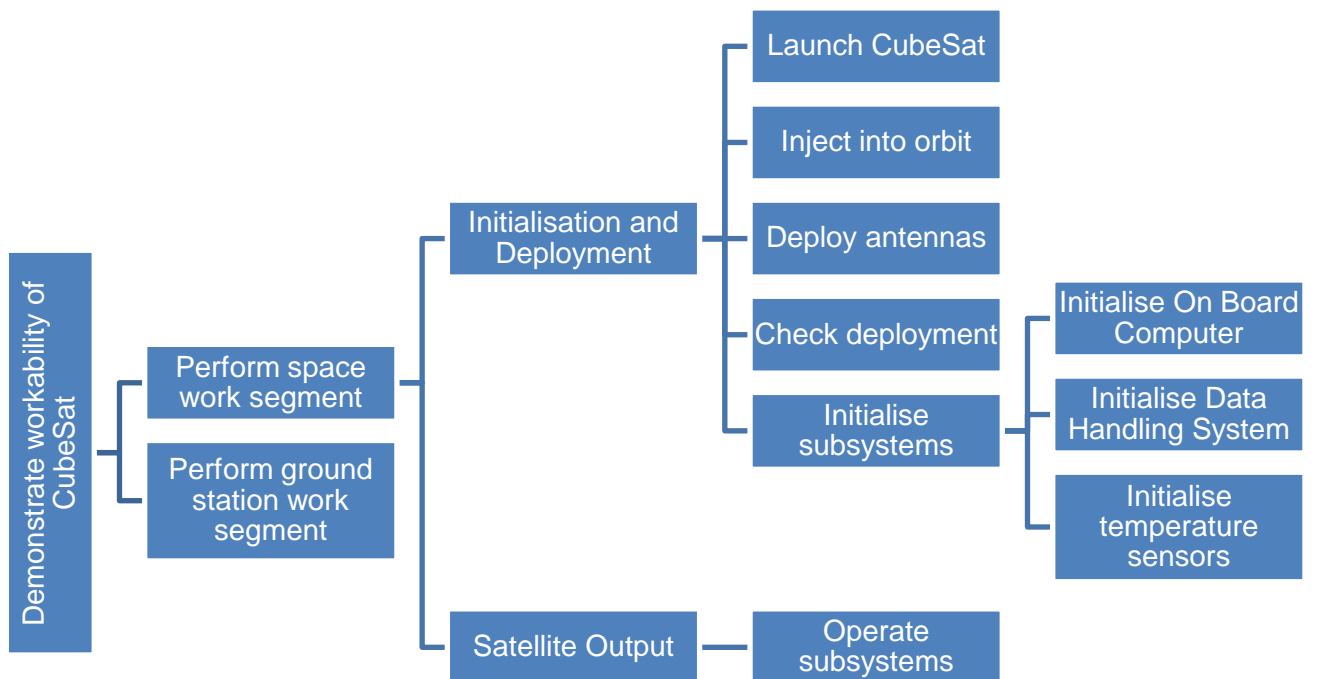 Demonstrate workability of
CubeSat
Perform space
work segment
Perform ground
station work
segment
Initialisation and
Deployment
Satellite Output
Launch CubeSat
Inject into orbit
Deploy antennas
Check deployment
Initialise
subsystems
Operate
subsystems
Initialise On Board
Computer
Initialise Data
Handling System
Initialise
temperature
sensors